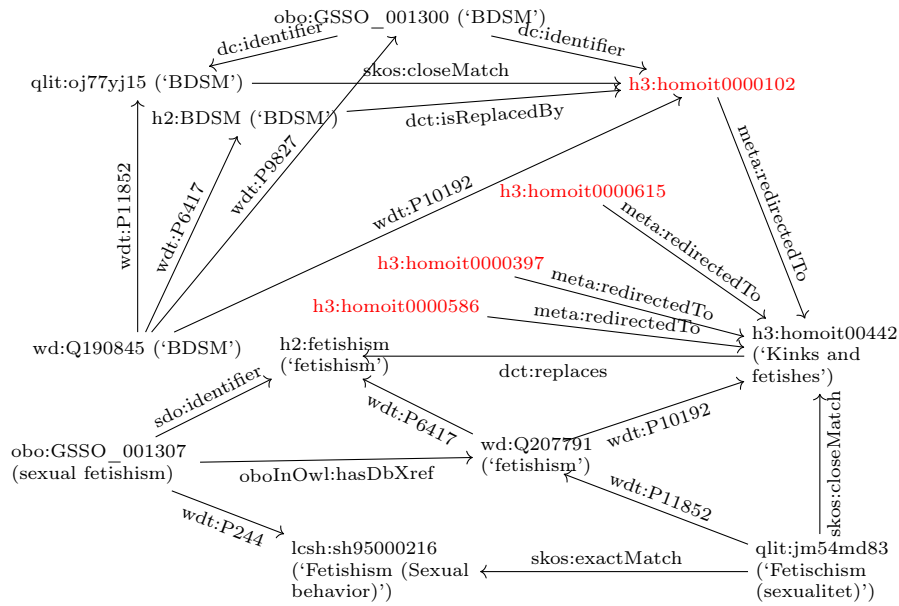 obo:GSSO_001300 (‘BDSM’)
dc:identifier
dc:identifier
qlit:oj77yj15 (‘BDSM’)
skos:closeMatch
h3:homoit0000102
h2:BDSM (‘BDSM’)
dct:isReplacedBy
wdt:P11852
wdt:P6417
wdt:P9827
wdt:P10192
meta:redirectedTo
h3:homoit0000615
meta:redirectedTo
h3:homoit0000397
meta:redirectedTo
h3:homoit0000586
meta:redirectedTo
wd:Q190845 (‘BDSM’)
h2:fetishism
(‘fetishism’)
dct:replaces
h3:homoit00442
(‘Kinks and
fetishes’)
sdo:identifier
wdt:P6417
wdt:P10192
skos:closeMatch
obo:GSSO_001307
(sexual fetishism)
oboInOwl:hasDbXref
wd:Q207791
(‘fetishism’)
wdt:P11852
wdt:P244
lcsh:sh95000216
(‘Fetishism (Sexual
behavior)’)
skos:exactMatch
qlit:jm54md83
(‘Fetischism
(sexualitet)’)